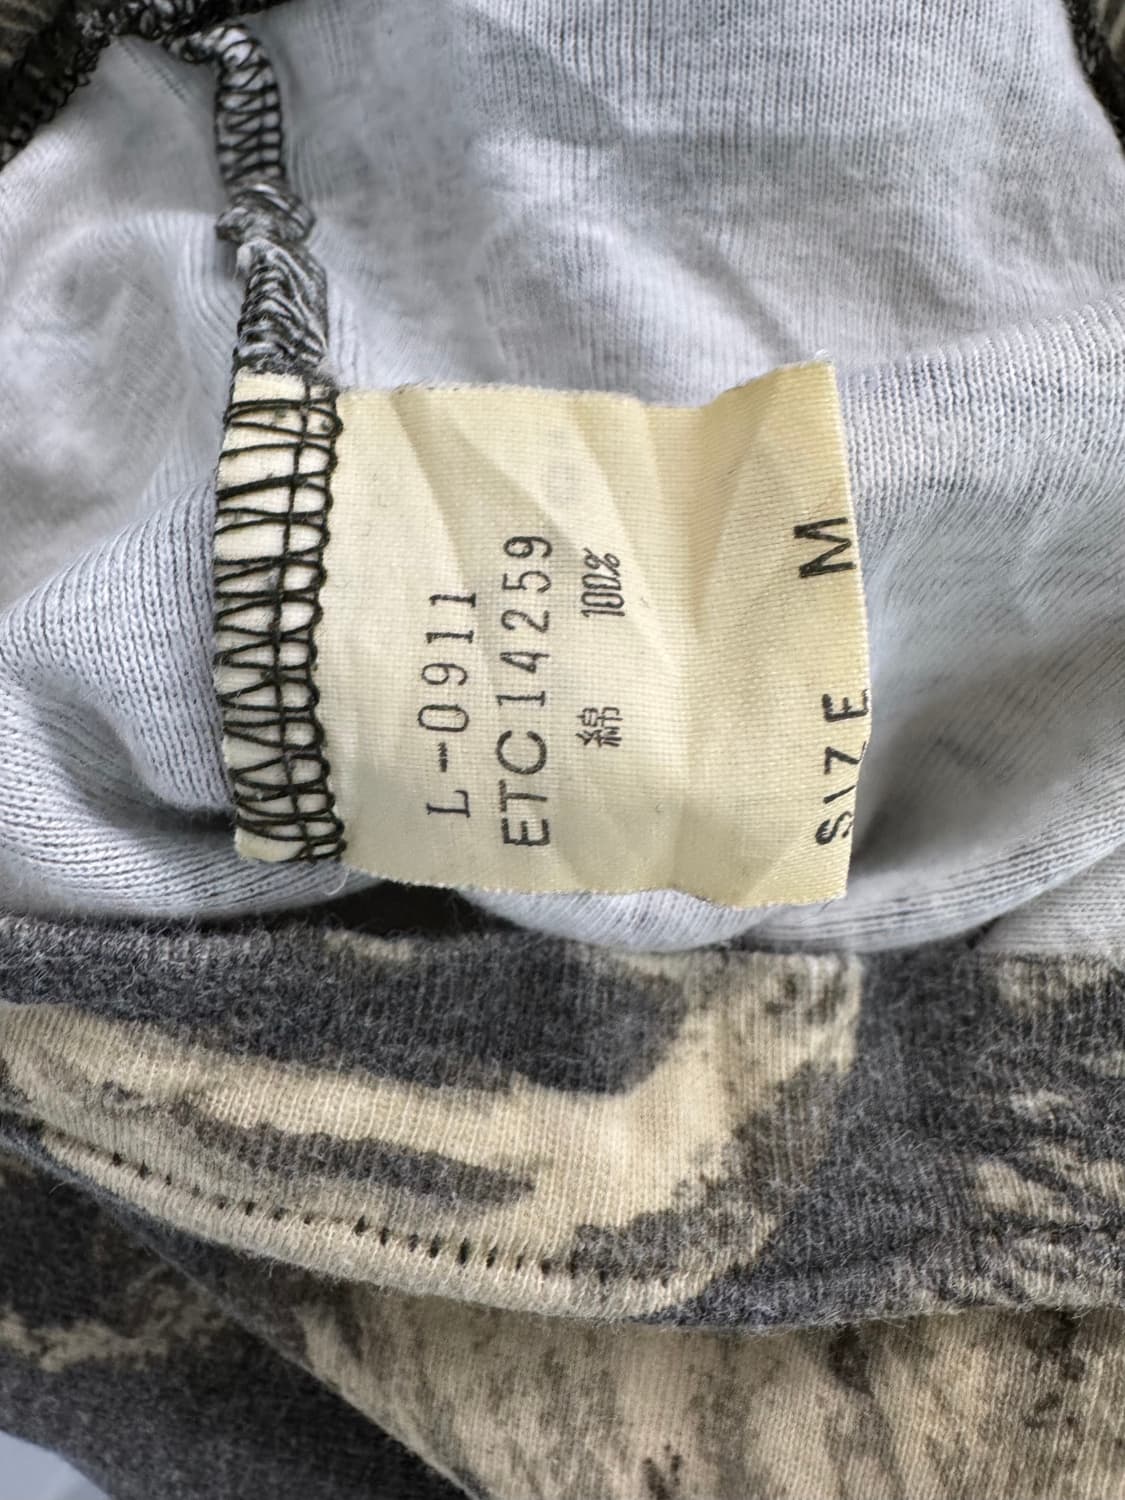 L-0911
ETC14259
綿 100%
SIZE M